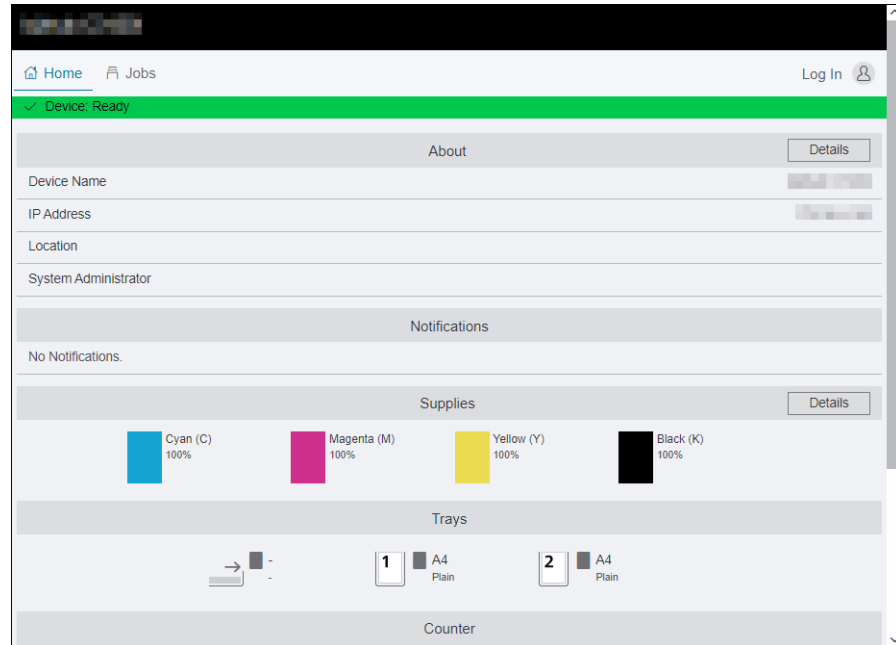 Home Jobs Log In
Device: Ready
About Details
Device Name
IP Address
Location
System Administrator
Notifications
No Notifications.
Supplies Details
Cyan (C) Magenta (M) Yellow (Y) Black (K)
100% 100% 100% 100%
Trays
- 1 A4 2 A4
- Plain Plain
Counter